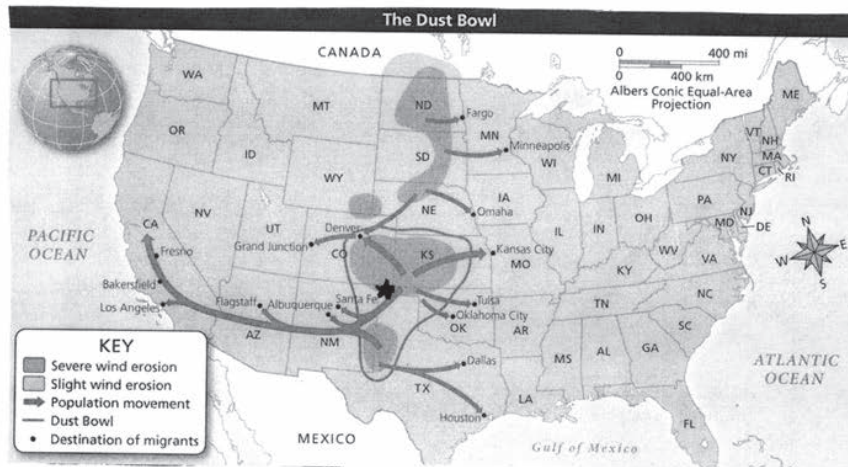 The Dust Bowl
CANADA
0 400 mi
0 400 km
Albers Conic Equal-Area
Projection
WA
MT
ND
Fargo
MN
ME
OR
ID
SD
Minneapolis
WI
MI
VT
NH
NY
MA
CT
RI
WY
IA
PA
NJ
NV
NE
Omaha
IL
IN
OH
MD
DE
CA
UT
Denver
Grand Junction
CO
KS
Kansas City
MO
WV
VA
KY
N
E
S
W
PACIFIC
OCEAN
Fresno
Bakersfield
Los Angeles
Flagstaff
Albuquerque
Santa Fe
Tulsa
Oklahoma City
OK
AR
TN
NC
SC
AZ
NM
Dallas
MS
AL
GA
ATLANTIC
OCEAN
TX
LA
Houston
FL
MEXICO
Gulf of Mexico
KEY
Severe wind erosion
Slight wind erosion
Population movement
Dust Bowl
Destination of migrants